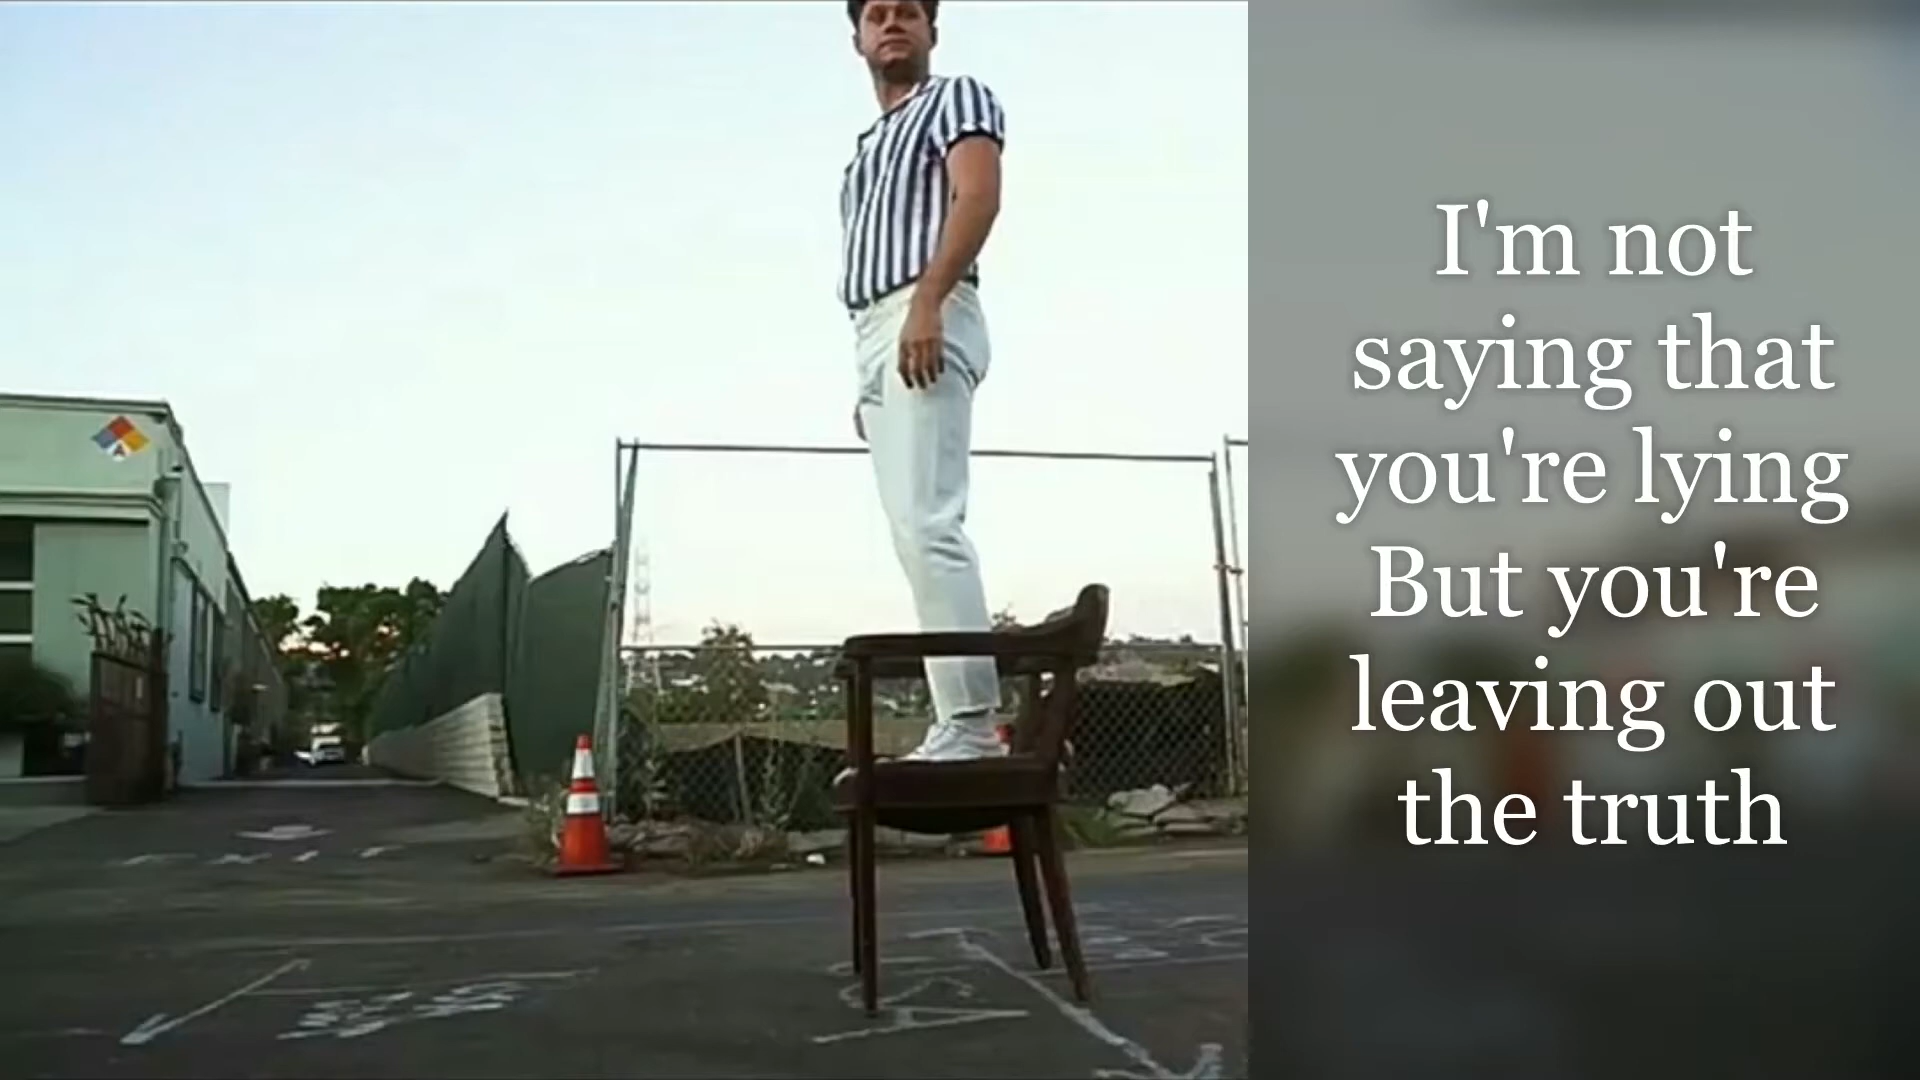 I'm not
saying that
you're lying
But you're
leaving out
the truth